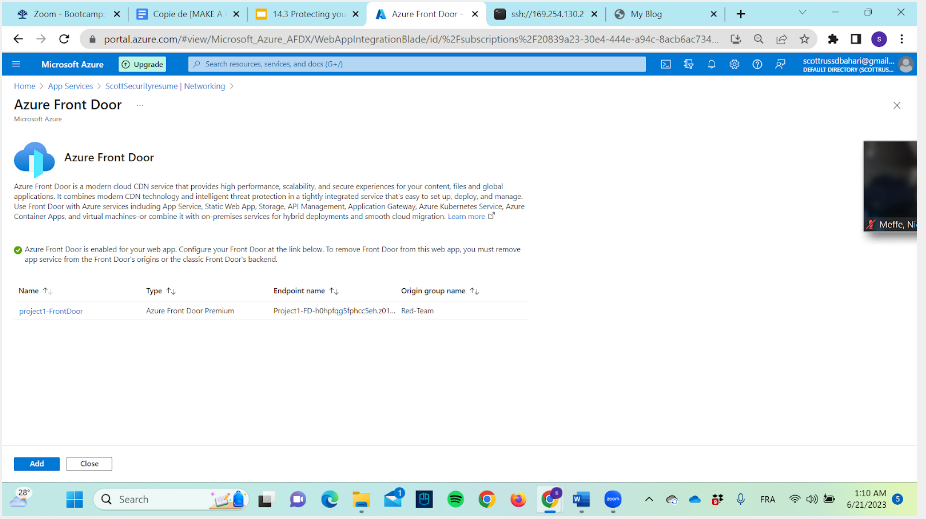 Zoom - Bootcamp:
Copie de [MAKE A
14.3 Protecting you
Azure Front Door -
ssh://169.254.130.2
My Blog
portal.azure.com/#view/Microsoft_Azure_AFDX/WebAppIntegrationBlade/id/%2Fsubscriptions%2F20839a23-30e4-444e-a94c-8acb6ac734...
Microsoft Azure
Upgrade
Search resources, services, and docs (G+/)
scottrussdbahari@gmail...
DEFAULT DIRECTORY (SCOTTRUS...
Home > App Services > ScottSecurityresume | Networking >
Azure Front Door ...
Microsoft Azure
Azure Front Door
Azure Front Door is a modern cloud CDN service that provides high performance, scalability, and secure experiences for your content, files and global
applications. It combines modern CDN technology and intelligent threat protection in a tightly integrated service that's easy to set up, deploy, and manage.
Use Front Door with Azure services including App Service, Static Web App, Storage, API Management, Application Gateway, Azure Kubernetes Service, Azure
Container Apps, and virtual machines-or combine it with on-premises services for hybrid deployments and smooth cloud migration. Learn more
Meffe, Nic
Azure Front Door is enabled for your web app. Configure your Front Door at the link below. To remove Front Door from this web app, you must remove
app service from the Front Door's origins or the classic Front Door's backend.
Name Type Endpoint name Origin group name
project1-FrontDoor Azure Front Door Premium Project1-FD-h0hpfqg5fphcc5eh.z01... Red-Team
Add Close
28°
Search
1
FRA
1:10 AM
6/21/2023
5